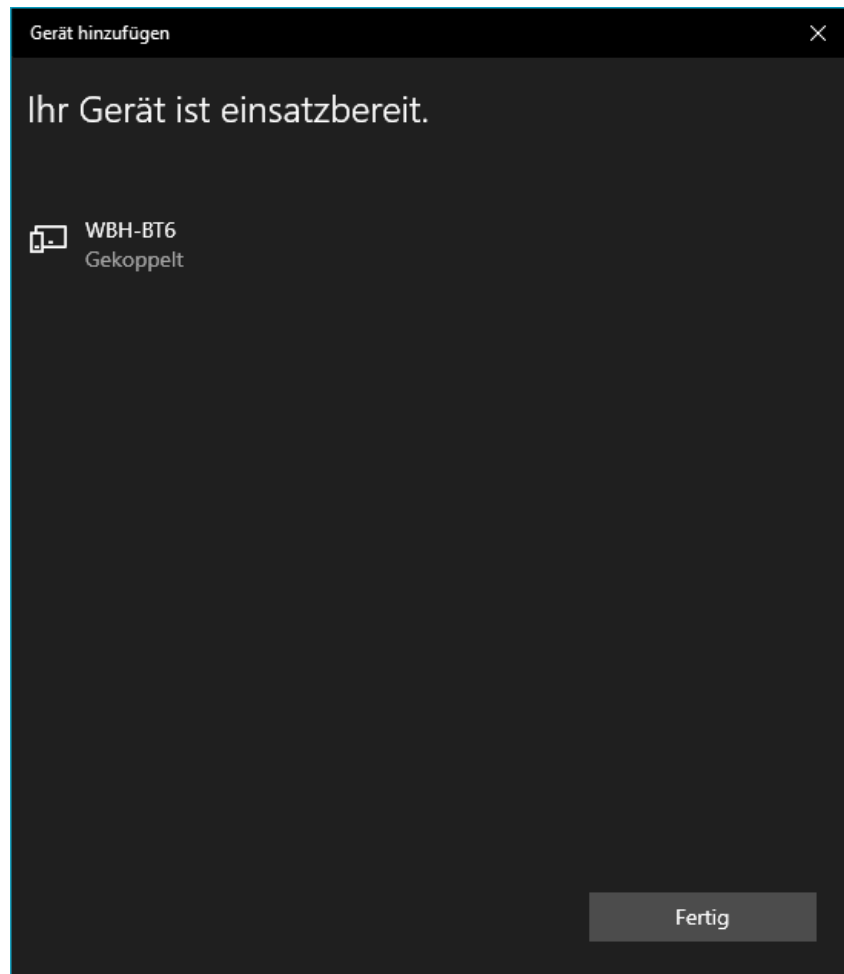 Gerät hinzufügen
Ihr Gerät ist einsatzbereit.
WBH-BT6
Gekoppelt
Fertig